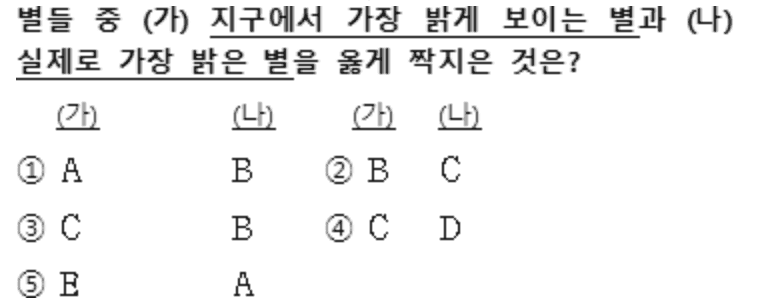 별들 중 (가) 지구에서 가장 밝게 보이는 별과 (나)
실제로 가장 밝은 별을 옳게 짝지은 것은?
(가) (나) (가) (나)
① A B ② B C
③ C B ④ C D
⑤ E A